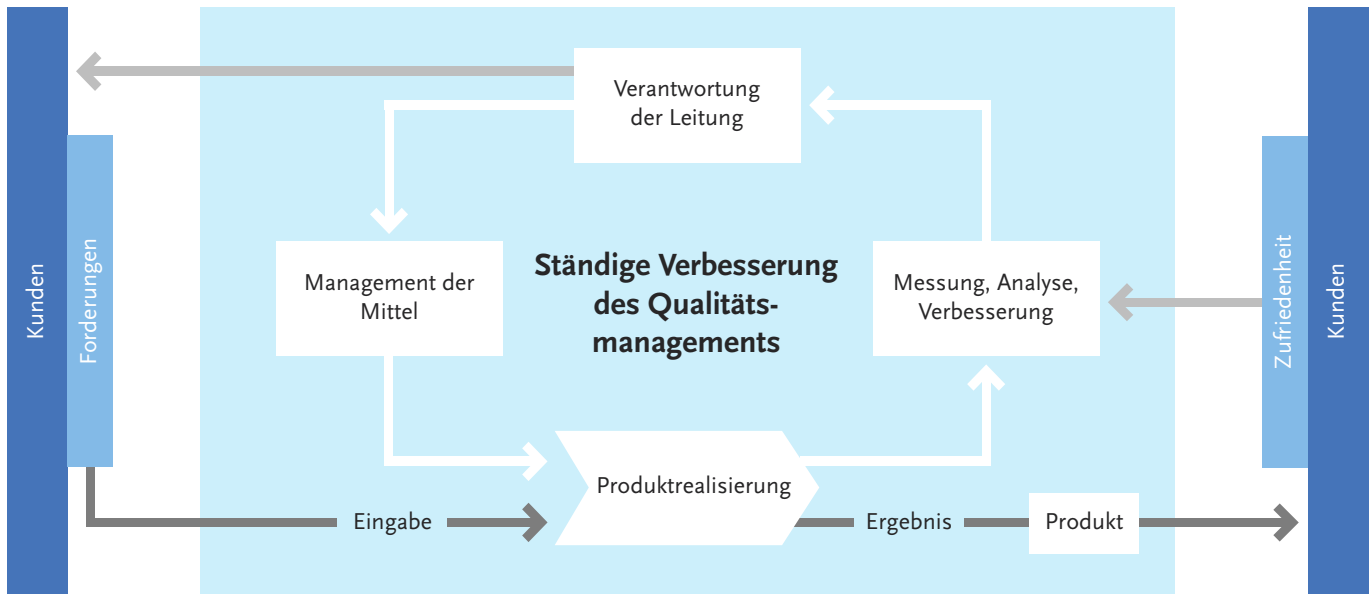 Kunden
Forderungen
Verantwortung
der Leitung
Management der
Mittel
Ständige Verbesserung
des Qualitäts-
managements
Messung, Analyse,
Verbesserung
Zufriedenheit
Kunden
Produktrealisierung
Eingabe
Ergebnis
Produkt